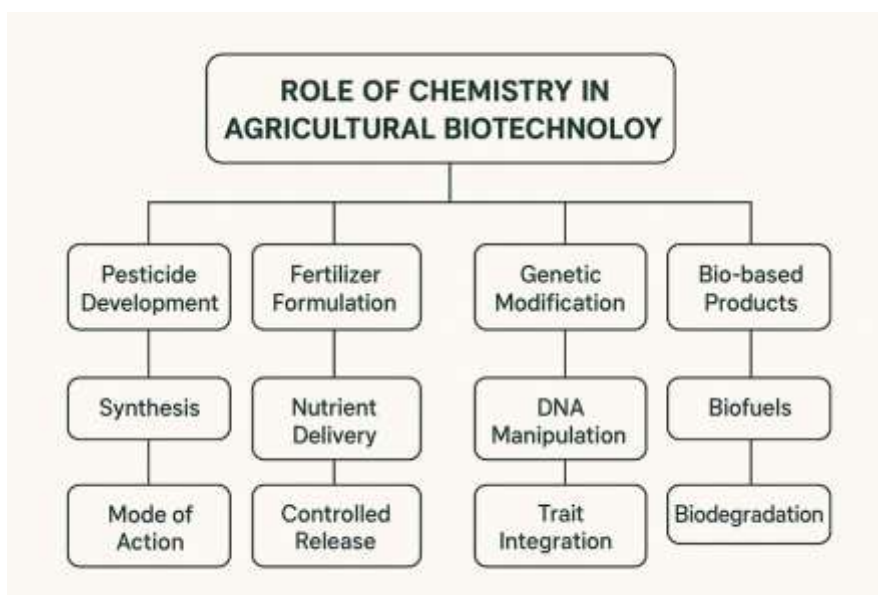 ROLE OF CHEMISTRY IN
AGRICULTURAL BIOTECHNOLOY
Pesticide
Development
Fertilizer
Formulation
Genetic
Modification
Bio-based
Products
Synthesis
Nutrient
Delivery
DNA
Manipulation
Biofuels
Mode of
Action
Controlled
Release
Trait
Integration
Biodegradation